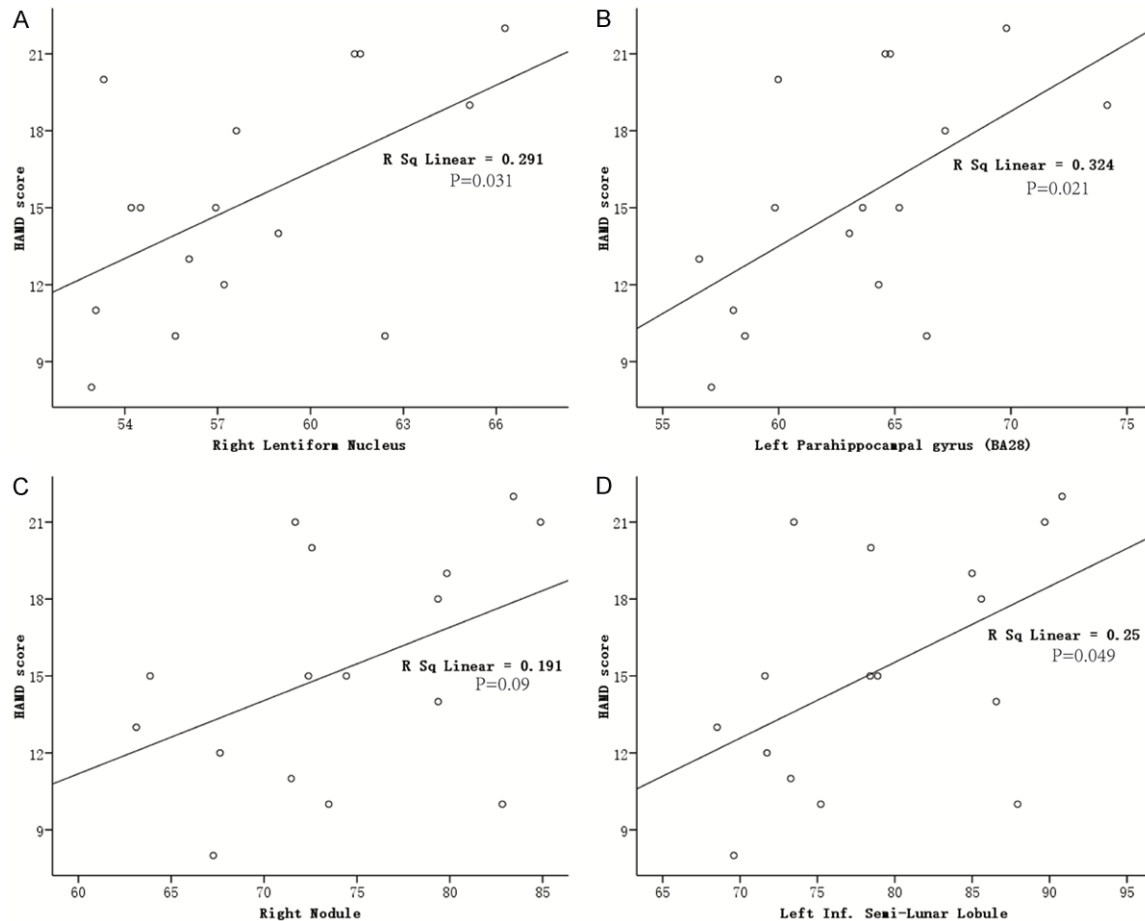 A
HAMD score
21
18
15
12
9
R Sq Linear = 0.291
P=0.031
54 57 60 63 66
Right Lentiform Nucleus
B
HAMD score
21
18
15
12
9
R Sq Linear = 0.324
P=0.021
55 60 65 70 75
Left Parahippocampal gyrus (BA28)
C
HAMD score
21
18
15
12
9
R Sq Linear = 0.191
P=0.09
60 65 70 75 80 85
Right Nodule
D
HAMD score
21
18
15
12
9
R Sq Linear = 0.25
P=0.049
65 70 75 80 85 90 95
Left Inf. Semi-Lunar Lobule